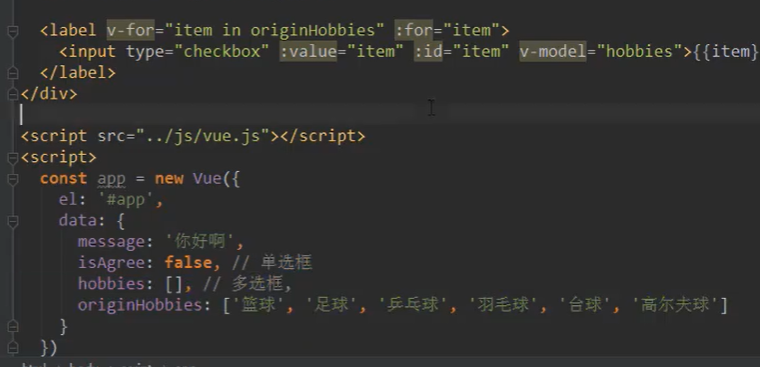 <label v-for="item in originHobbies" :for="item">
<input type="checkbox" :value="item" :id="item" v-model="hobbies">{{item}
</label>
</div>
<script src="../js/vue.js"></script>
<script>
const app = new Vue({
el: '#app',
data: {
message: '你好啊',
isAgree: false, // 单选框
hobbies: [], // 多选框,
originHobbies: ['篮球', '足球', '乒乓球', '羽毛球', '台球', '高尔夫球']
}
})